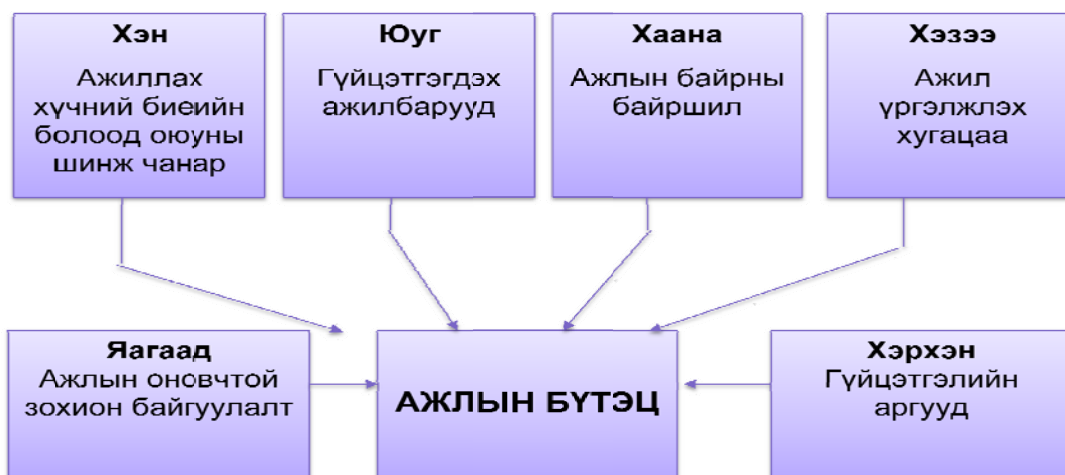 Хэн
Ажиллах
хүчний биеийн
болоод оюуны
шинж чанар
Юуг
Гүйцэтгэгдэх
ажилбарууд
Хаана
Ажлын байрны
байршил
Хэзээ
Ажил
үргэлжлэх
хугацаа
Яагаад
Ажлын оновчтой
зохион байгуулалт
АЖЛЫН БҮТЭЦ
Хэрхэн
Гүйцэтгэлийн
аргууд